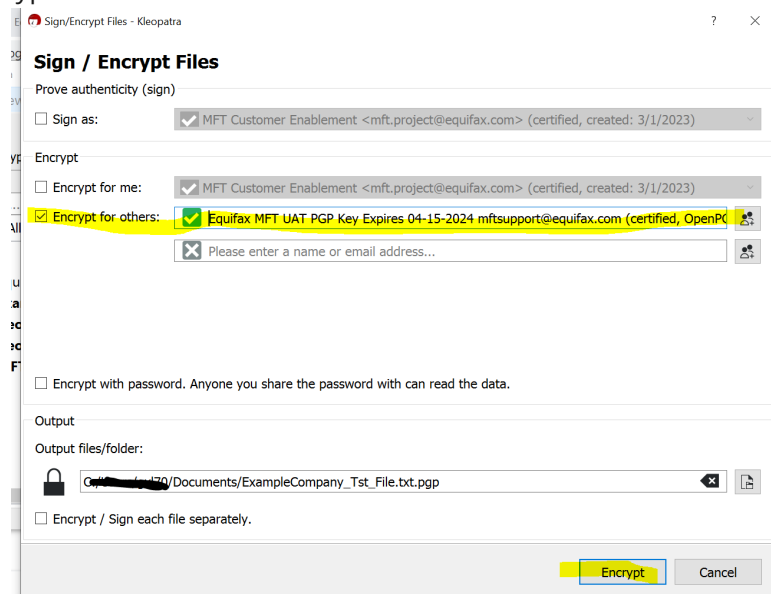 Sign/Encrypt Files - Kleopatra
Sign / Encrypt Files
Prove authenticity (sign)
Sign as: MFT Customer Enablement <mft.project@equifax.com> (certified, created: 3/1/2023)
Encrypt
Encrypt for me: MFT Customer Enablement <mft.project@equifax.com> (certified, created: 3/1/2023)
Encrypt for others: Equifax MFT UAT PGP Key Expires 04-15-2024 mftsupport@equifax.com (certified, OpenPG
Please enter a name or email address...
Encrypt with password. Anyone you share the password with can read the data.
Output
Output files/folder:
/Documents/ExampleCompany_Tst_File.txt.pgp
Encrypt / Sign each file separately.
Encrypt Cancel